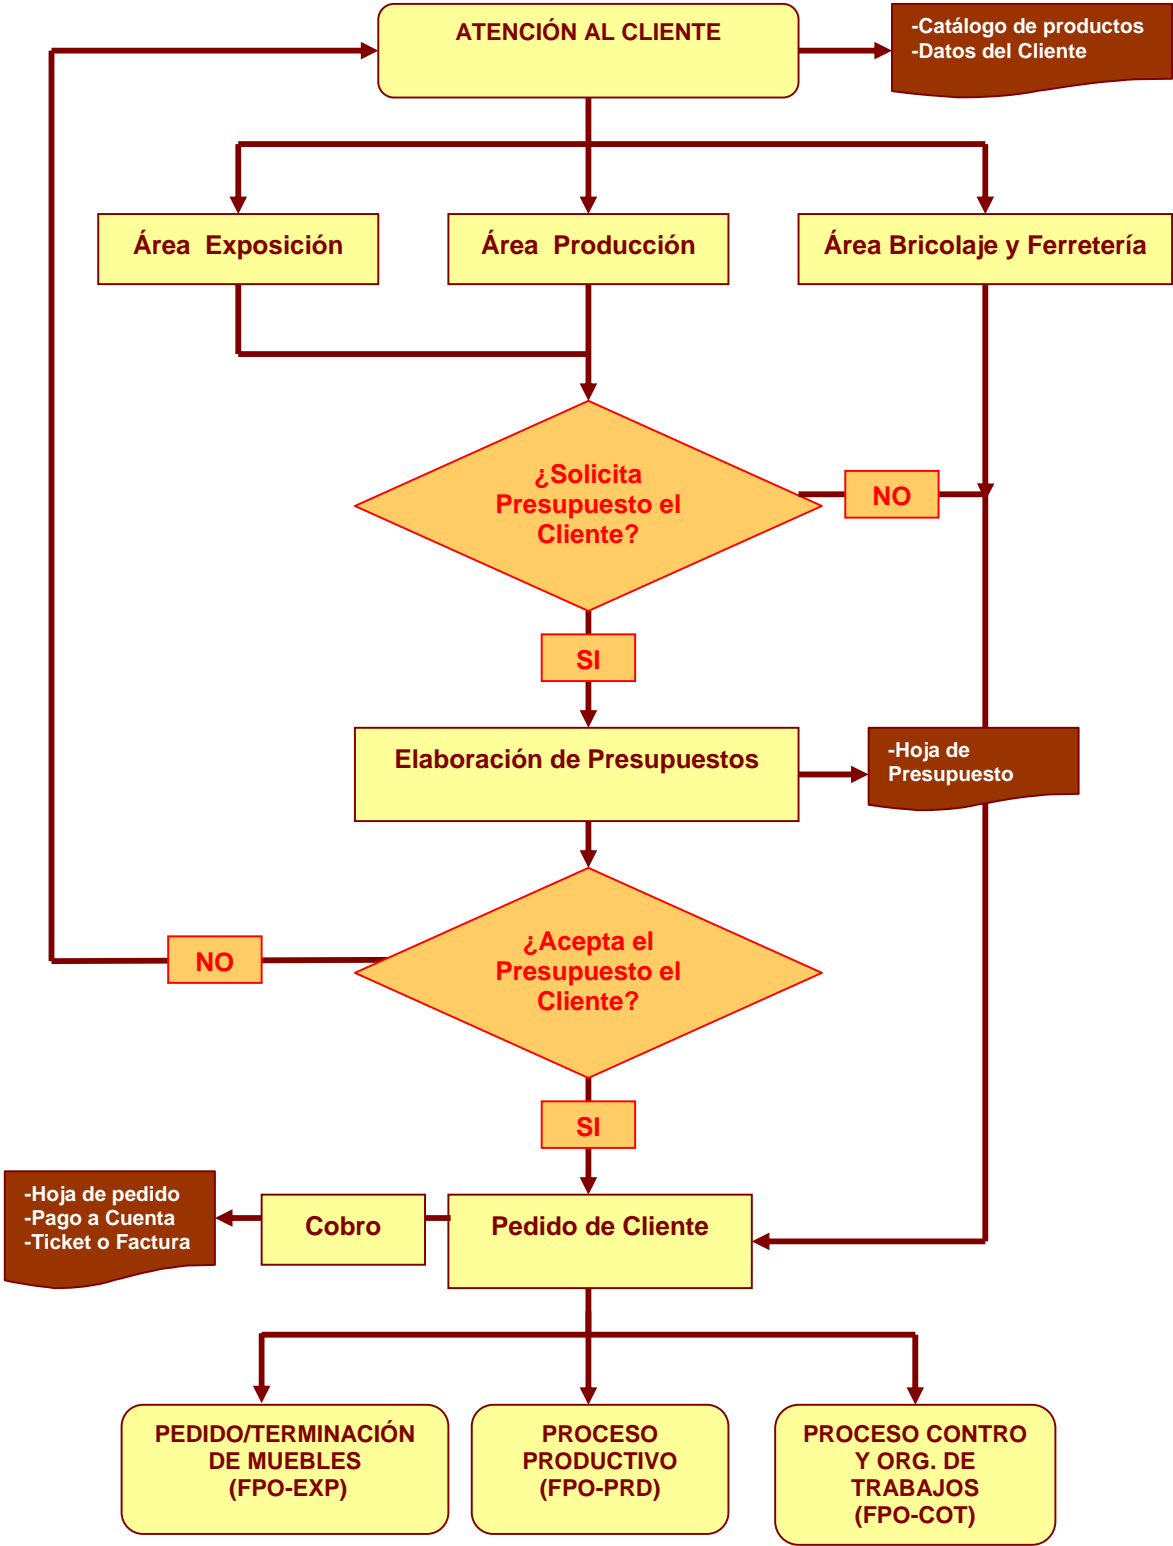 ATENCIÓN AL CLIENTE
-Catálogo de productos
-Datos del Cliente
Área  Exposición
Área  Producción
Área Bricolaje y Ferretería
¿Solicita
Presupuesto el
Cliente?
NO
SI
Elaboración de Presupuestos
-Hoja de
Presupuesto
¿Acepta el
Presupuesto el
Cliente?
NO
SI
-Hoja de pedido
-Pago a Cuenta
-Ticket o Factura
Cobro
Pedido de Cliente
PEDIDO/TERMINACIÓN
DE MUEBLES
(FPO-EXP)
PROCESO
PRODUCTIVO
(FPO-PRD)
PROCESO CONTRO
Y ORG. DE
TRABAJOS
(FPO-COT)